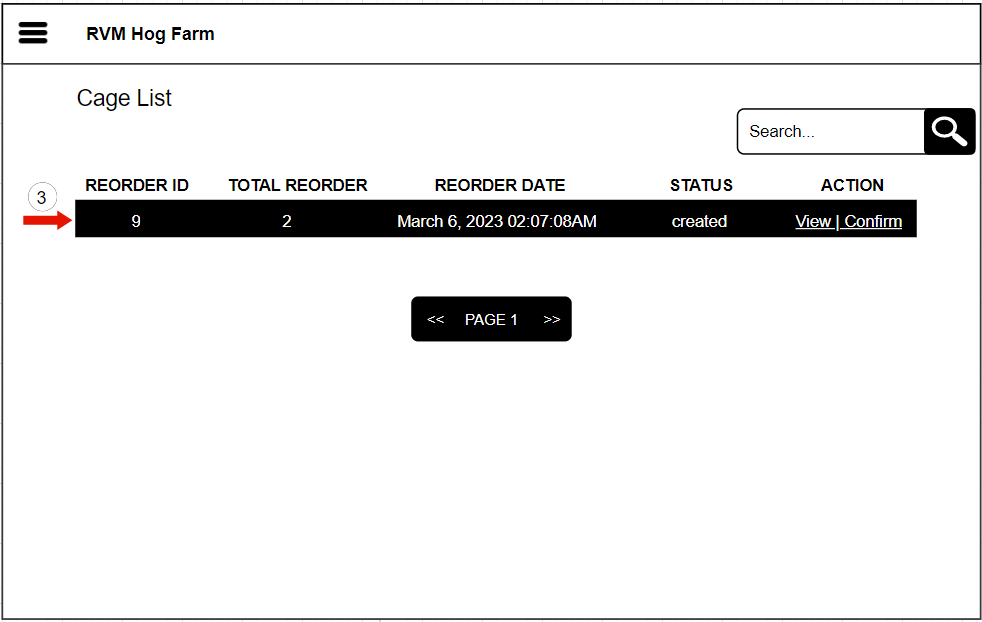 RVM Hog Farm
Cage List
Search...
REORDER ID TOTAL REORDER REORDER DATE STATUS ACTION
3
9 2 March 6, 2023 02:07:08AM created View | Confirm
<< PAGE 1 >>